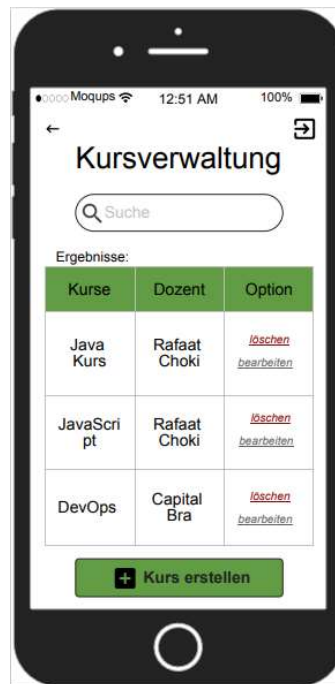 Moqups 12:51 AM 100%
Kursverwaltung
Suche
Ergebnisse:
Kurse Dozent Option
Java
Kurs
Rafaat
Choki
löschen
bearbeiten
JavaScri
pt
Rafaat
Choki
löschen
bearbeiten
DevOps
Capital
Bra
löschen
bearbeiten
Kurs erstellen